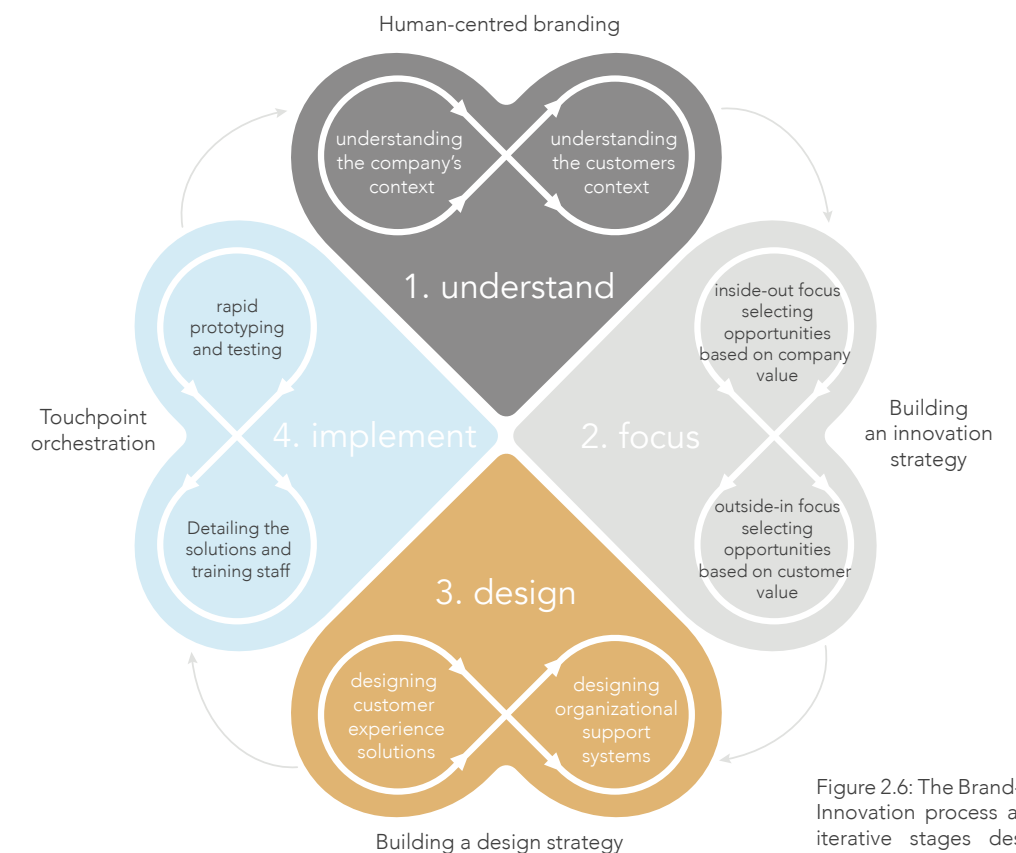 Human-centred branding
understanding
the company's
context
understanding
the customers
context
1. understand
inside-out focus
selecting
opportunities
based on company
value
2. focus
outside-in focus
selecting
opportunities
based on customer
value
Building
an innovation
strategy
3. design
designing
customer
experience
solutions
designing
organizational
support
systems
Building a design strategy
rapid
prototyping
and testing
4. implement
Detailing the
solutions and
training staff
Touchpoint
orchestration
Figure 2.6: The Brand-
Innovation process a
iterative stages des